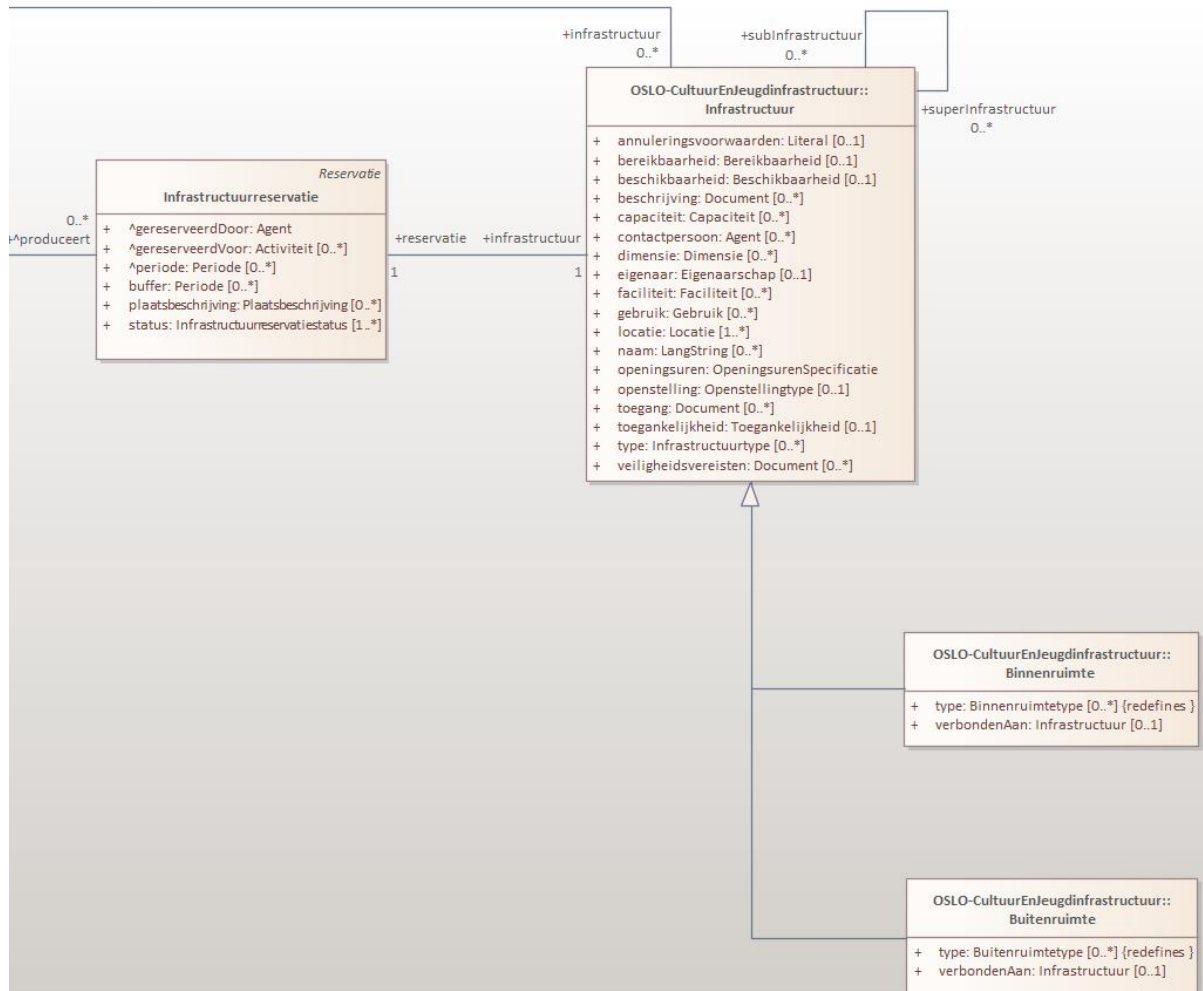 +infrastructuur
0..*
+subInfrastructuur
0..*
+superInfrastructuur
0..*
OSLO-CultuurEnJeugdinfrastructuur::
Infrastructuur
+ annuleringsvoorwaarden: Literal [0..1]
+ bereikbaarheid: Bereikbaarheid [0..1]
+ beschikbaarheid: Beschikbaarheid [0..1]
+ beschrijving: Document [0..*]
+ capaciteit: Capaciteit [0..*]
+ contactpersoon: Agent [0..*]
+ dimensie: Dimensie [0..*]
+ eigenaar: Eigenaarschap [0..1]
+ faciliteit: Faciliteit [0..*]
+ gebruik: Gebruik [0..*]
+ locatie: Locatie [1..*]
+ naam: LangString [0..*]
+ openingsuren: OpeningsurenSpecificatie
+ openstelling: Openstellingtype [0..1]
+ toegang: Document [0..*]
+ toegankelijkheid: Toegankelijkheid [0..1]
+ type: Infrastructuurtype [0..*]
+ veiligheidsvereisten: Document [0..*]
Reservatie
Infrastructuurreservatie
+ ^gereserveerdDoor: Agent
+ ^gereserveerdVoor: Activiteit [0..*]
+ ^periode: Periode [0..*]
+ buffer: Periode [0..*]
+ plaatsbeschrijving: Plaatsbeschrijving [0..*]
+ status: Infrastructuurreservatiestatus [1..*]
0..*
+^produceert
+reservatie
1
+infrastructuur
1
OSLO-CultuurEnJeugdinfrastructuur::
Binnenruimte
+ type: Binnenruimtetype [0..*] {redefines }
+ verbondenAan: Infrastructuur [0..1]
OSLO-CultuurEnJeugdinfrastructuur::
Buitenruimte
+ type: Buitenruimtetype [0..*] {redefines }
+ verbondenAan: Infrastructuur [0..1]